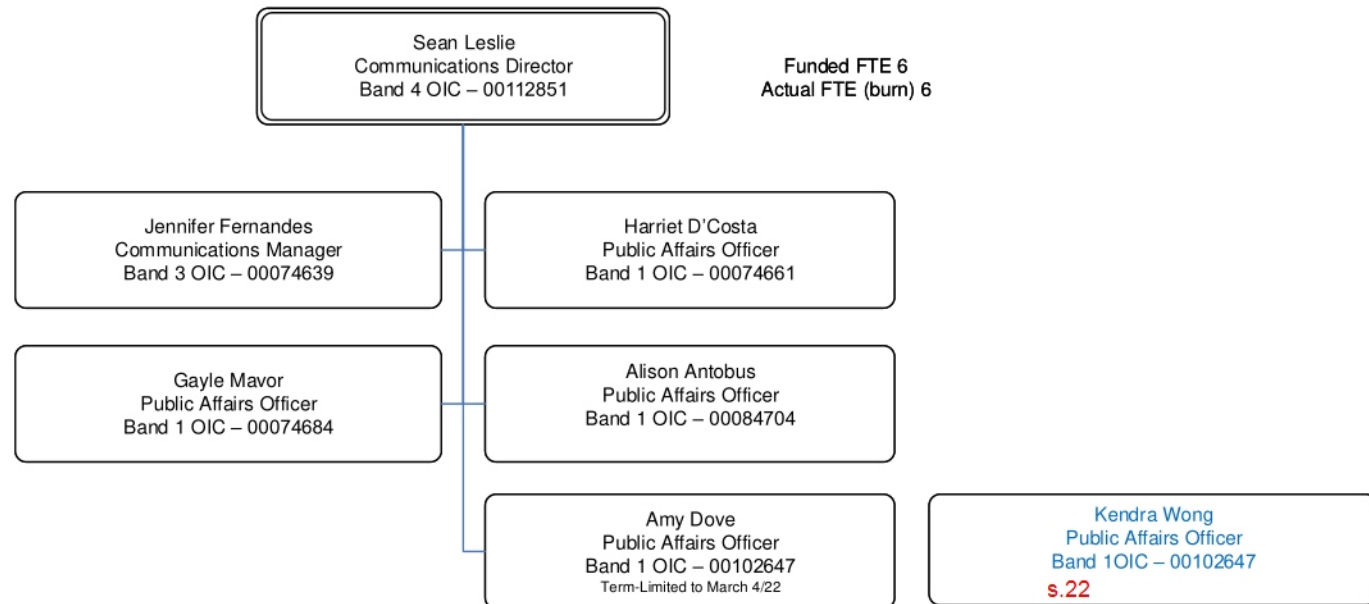 Sean Leslie
Communications Director
Band 4 OIC – 00112851
Funded FTE 6
Actual FTE (burn) 6
Jennifer Fernandes
Communications Manager
Band 3 OIC – 00074639
Harriet D'Costa
Public Affairs Officer
Band 1 OIC – 00074661
Gayle Mavor
Public Affairs Officer
Band 1 OIC – 00074684
Alison Antobus
Public Affairs Officer
Band 1 OIC – 00084704
Amy Dove
Public Affairs Officer
Band 1 OIC – 00102647
Term-Limited to March 4/22
Kendra Wong
Public Affairs Officer
Band 1OIC – 00102647
s.22